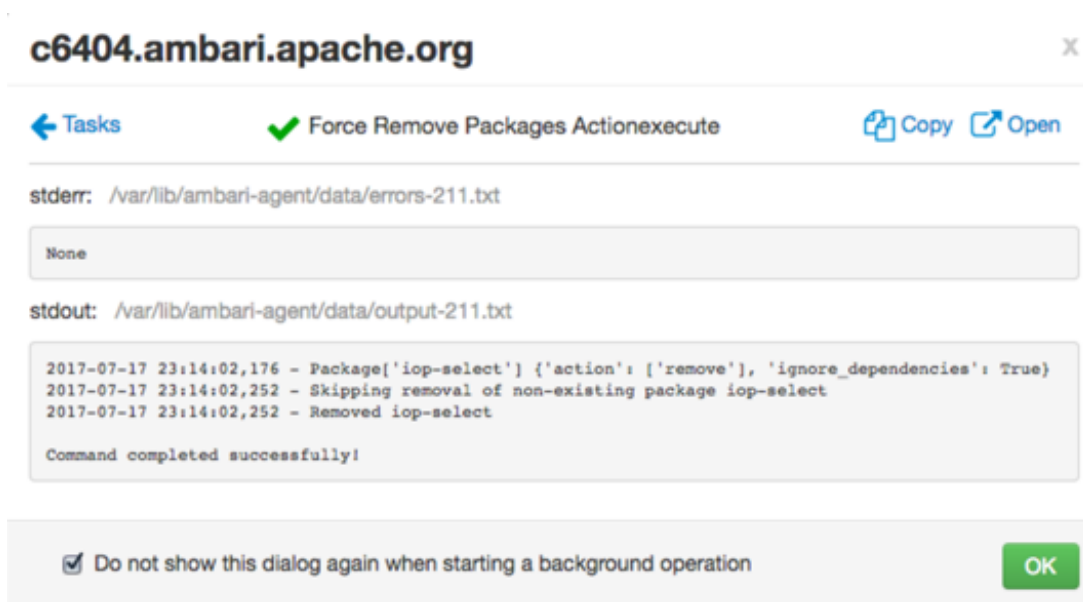 c6404.ambari.apache.org
x
Tasks
Force Remove Packages Actionexecute
Copy
Open
stderr: /var/lib/ambari-agent/data/errors-211.txt
None
stdout: /var/lib/ambari-agent/data/output-211.txt
2017-07-17 23:14:02,176 - Package['iop-select'] {'action': ['remove'], 'ignore_dependencies': True}
2017-07-17 23:14:02,252 - Skipping removal of non-existing package iop-select
2017-07-17 23:14:02,252 - Removed iop-select
Command completed successfully!
Do not show this dialog again when starting a background operation
OK